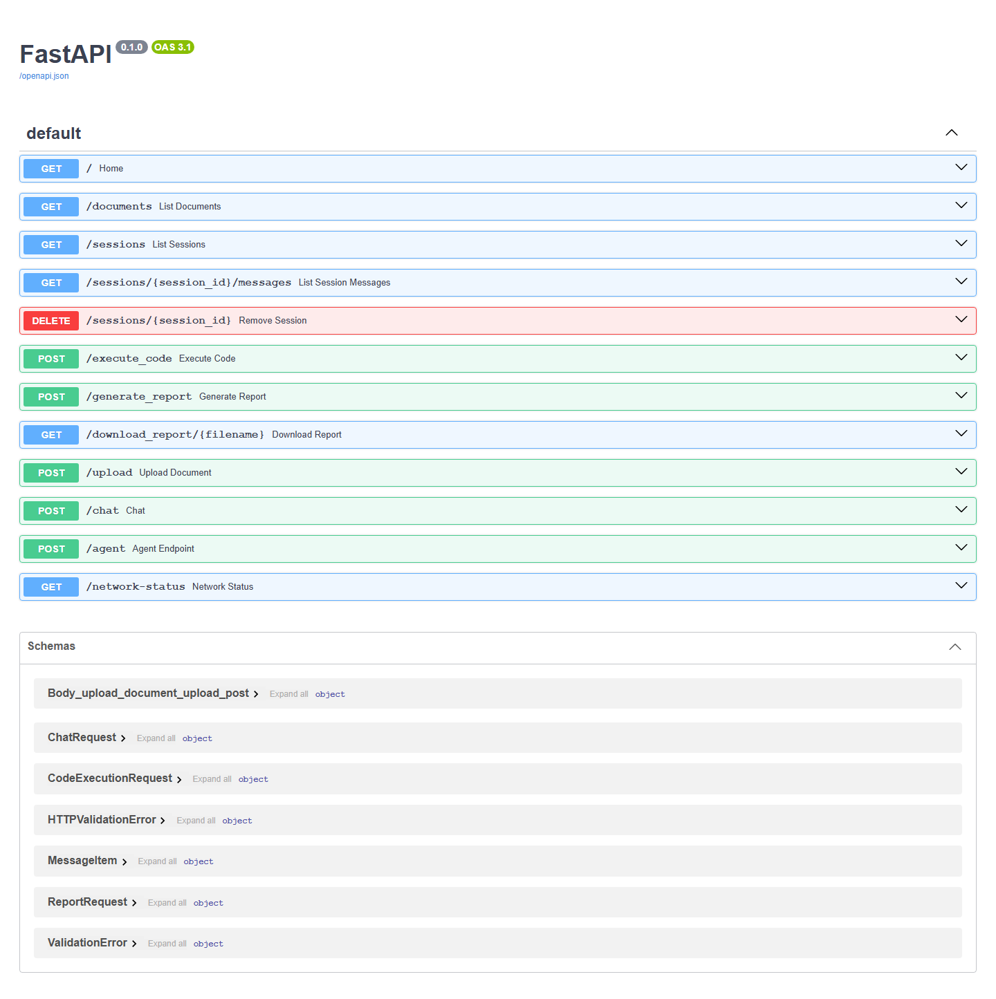 FastAPI 0.1.0 OAS 3.1
/openapi.json
default
GET / Home
GET /documents List Documents
GET /sessions List Sessions
GET /sessions/{session_id}/messages List Session Messages
DELETE /sessions/{session_id} Remove Session
POST /execute_code Execute Code
POST /generate_report Generate Report
GET /download_report/{filename} Download Report
POST /upload Upload Document
POST /chat Chat
POST /agent Agent Endpoint
GET /network-status Network Status
Schemas
Body_upload_document_upload_post Expand all object
ChatRequest Expand all object
CodeExecutionRequest Expand all object
HTTPValidationError Expand all object
MessageItem Expand all object
ReportRequest Expand all object
ValidationError Expand all object